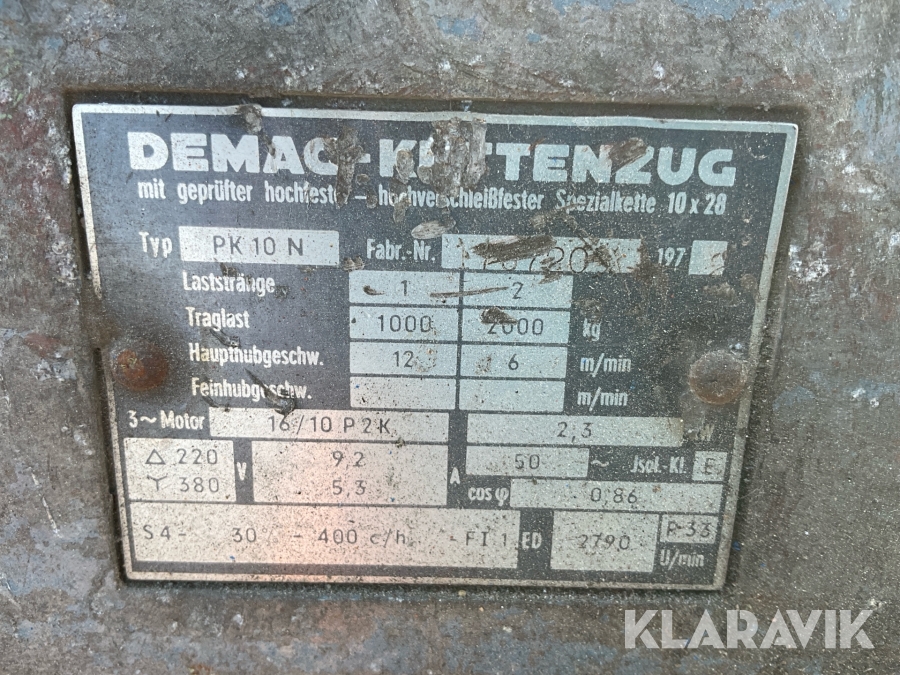 DEMAG-KETTENZUG
mit geprüfter hochfester - hochverschleißfester Spezialkette 10 x 28
Typ PK 10 N Fabr.-Nr. 197
Laststränge 1 2
Traglast 1000 2000 kg
Haupthubgeschw. 12 6 m/min
Feinhubgeschw. m/min
3~ Motor 16/10 P2K 2,3
△ 220 V 9,2 A 50 ~ Jsol.-Kl. E
Y 380 5,3 cos φ 0,86
S4- 30 - 400 c/h - FI 1 ED 2790 P-33
U/min
KLARAVIK